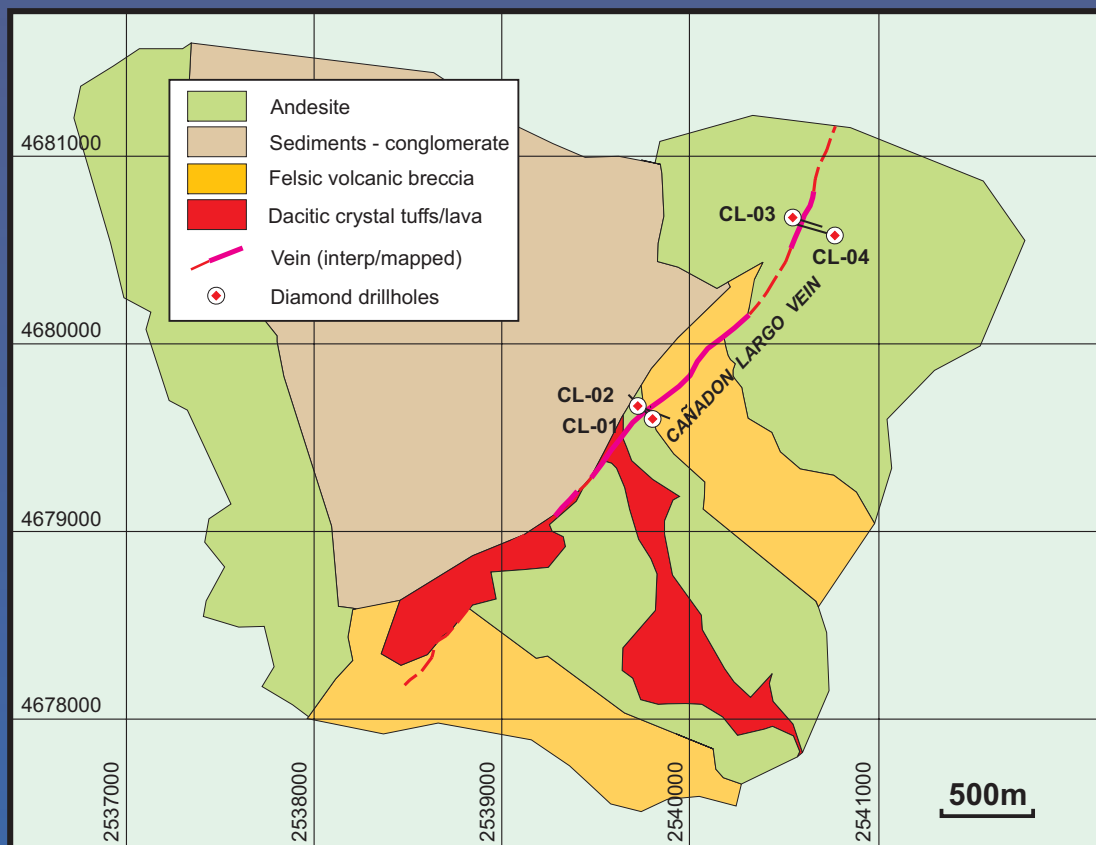 Andesite
Sediments - conglomerate
Felsic volcanic breccia
Dacitic crystal tuffs/lava
Vein (interp/mapped)
Diamond drillholes
4681000
4680000
4679000
4678000
CL-03
CL-04
CAÑADON LARGO VEIN
CL-02
CL-01
2537000
2538000
2539000
2540000
2541000
500m